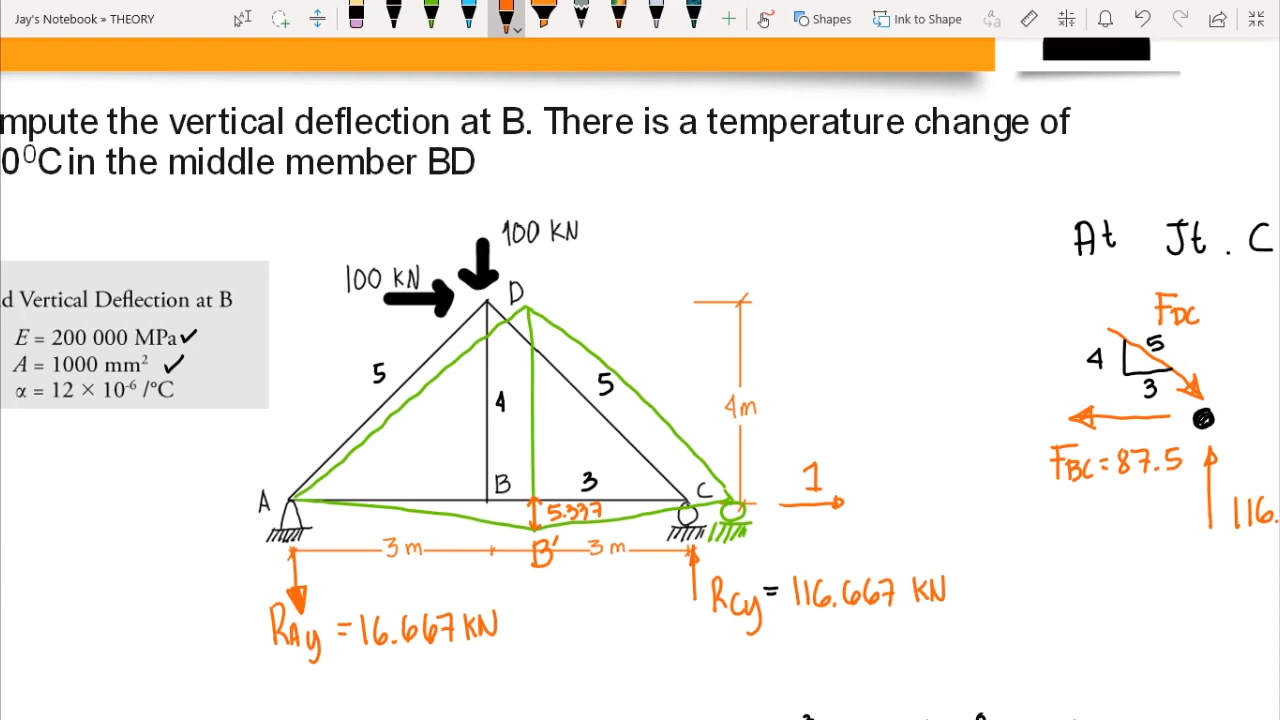 Jay's Notebook » THEORY
Shapes
Ink to Shape
mpute the vertical deflection at B. There is a temperature change of
0⁰C in the middle member BD
d Vertical Deflection at B
E = 200 000 MPa ✓
A = 1000 mm² ✓
α = 12 × 10⁻⁶ /°C
100 KN
100 KN
D
5
4
5
4m
A
B
3
C
5.337
1
3 m
B'
3 m
RAy = 16.667 KN
RCy = 116.667 KN
At Jt. C
FDC
4
5
3
FBC = 87.5
116.